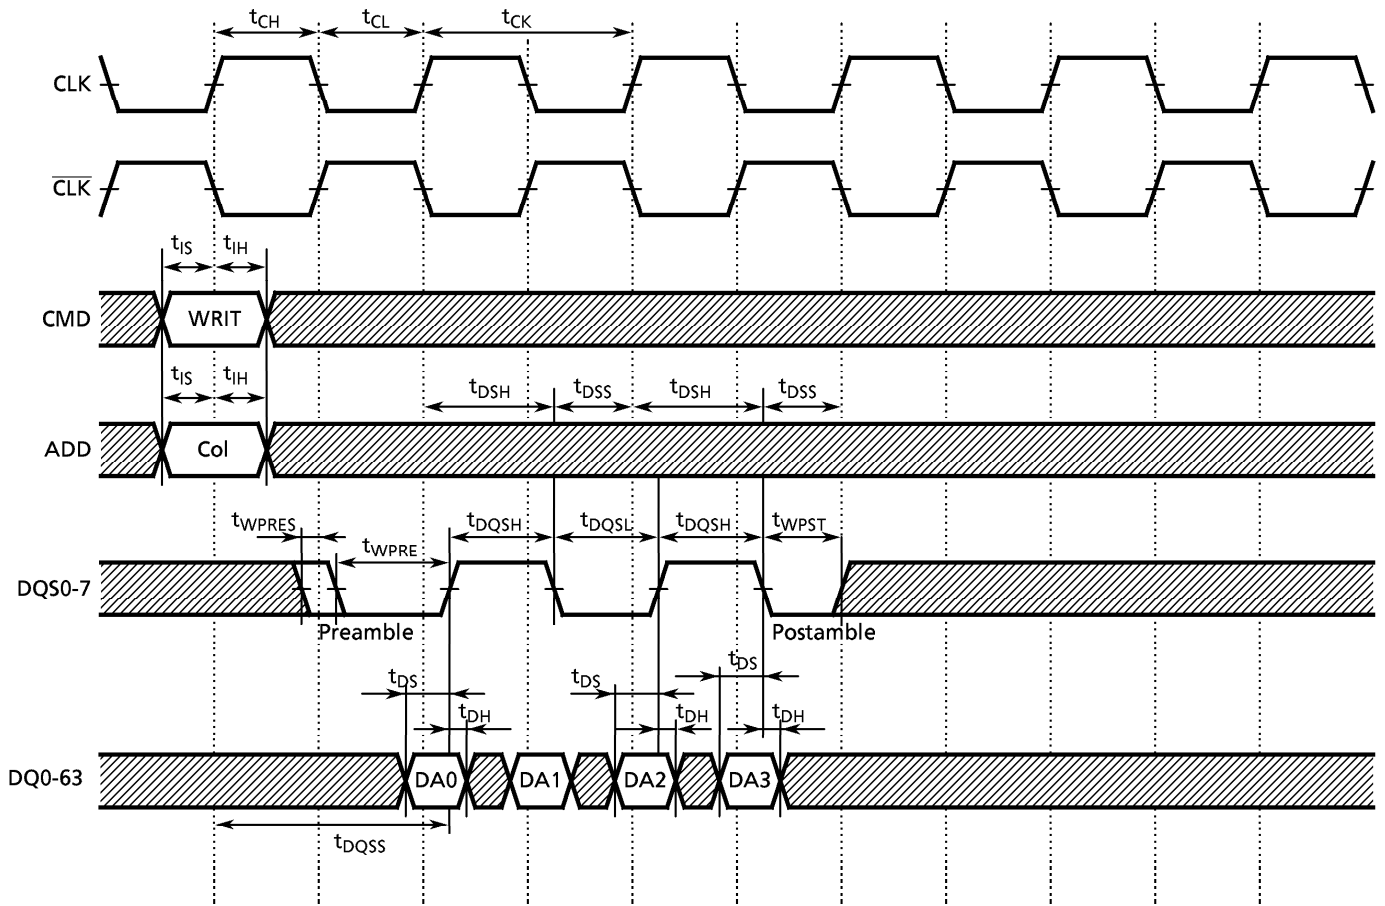 tCH tCL tCK
CLK
CLK
tIS tIH
CMD WRIT
tIS tIH tDSH tDSS tDSH tDSS
ADD Col
tWPRES tWPRE tDQSH tDQSL tDQSH tWPST
DQS0-7
Preamble Postamble
tDS tDS tDS
tDH tDH tDH
DQ0-63 DA0 DA1 DA2 DA3
tDQSS